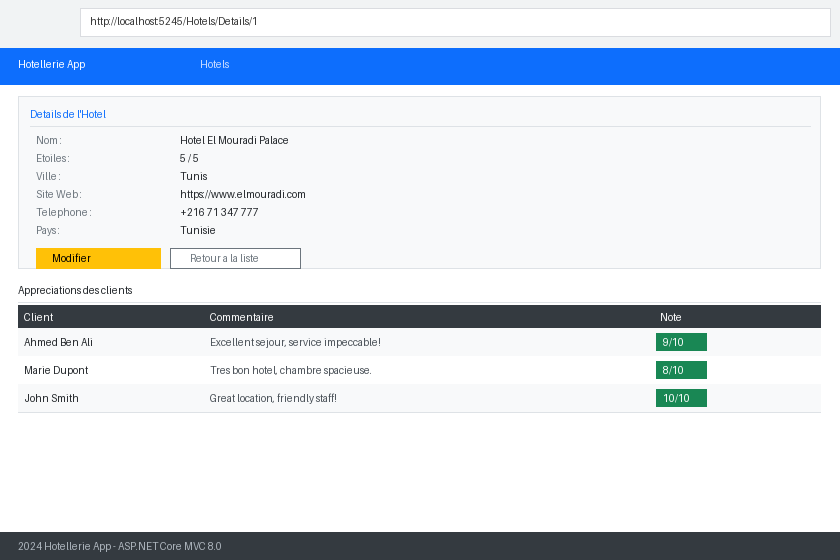 http://localhost:5245/Hotels/Details/1
Hotellerie App Hotels
Details de l'Hotel
Nom : Hotel El Mouradi Palace
Etoiles : 5 / 5
Ville : Tunis
Site Web : https://www.elmouradi.com
Telephone : +216 71 347 777
Pays : Tunisie
Modifier Retour a la liste
Appreciations des clients
Client Commentaire Note
Ahmed Ben Ali Excellent sejour, service impeccable! 9/10
Marie Dupont Tres bon hotel, chambre spacieuse. 8/10
John Smith Great location, friendly staff! 10/10
2024 Hotellerie App - ASP.NET Core MVC 8.0